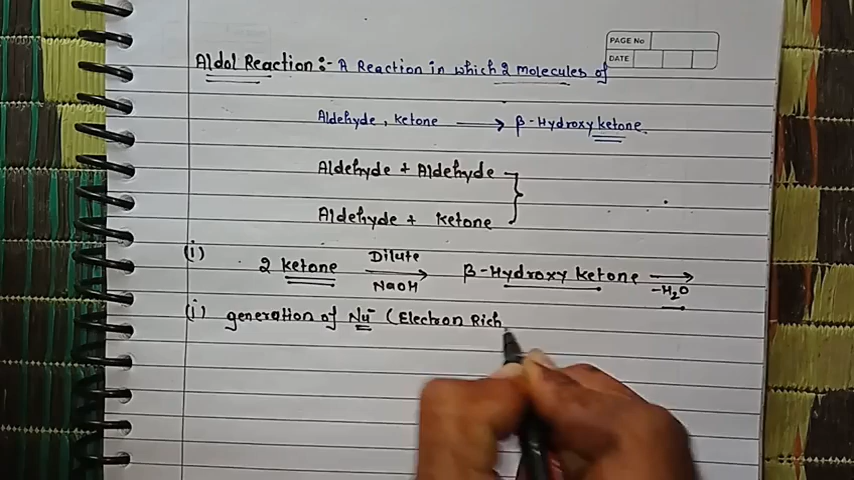 PAGE No
DATE
Aldol Reaction :- A Reaction in which 2 molecules of
Aldehyde, ketone ⟶ β-Hydroxy ketone.
Aldehyde + Aldehyde
Aldehyde + ketone
(i) 2 ketone Dilute NaOH ⟶ β-Hydroxy ketone ⟶ -H2O
(i) generation of Nu⁻ (Electron Rich